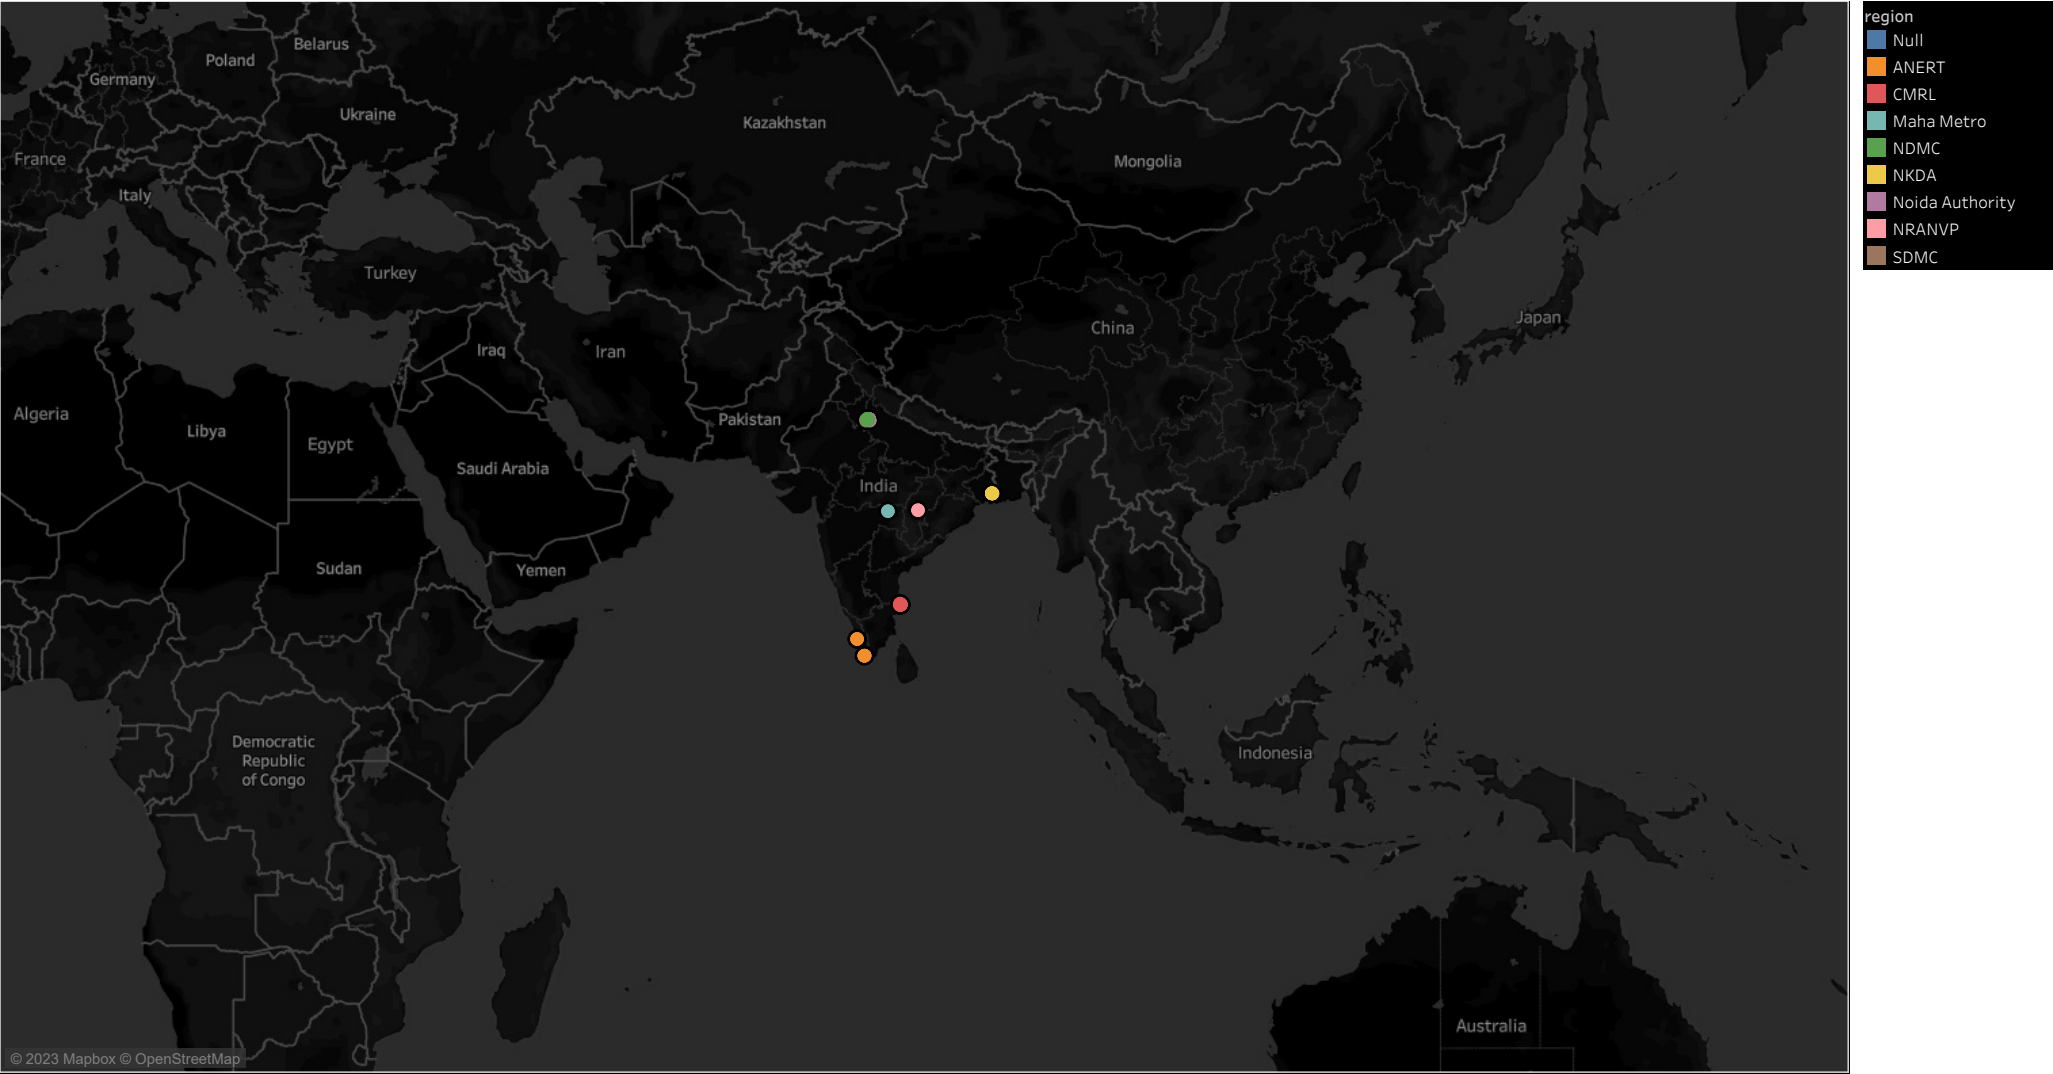 Belarus
Poland
Germany
Ukraine
Kazakhstan
France
Mongolia
Italy
Turkey
Japan
China
Iraq
Iran
Algeria
Pakistan
Libya
Egypt
Saudi Arabia
India
Sudan
Yemen
Democratic
Republic
of Congo
Indonesia
Australia
© 2023 Mapbox © OpenStreetMap
region
Null
ANERT
CMRL
Maha Metro
NDMC
NKDA
Noida Authority
NRANVP
SDMC